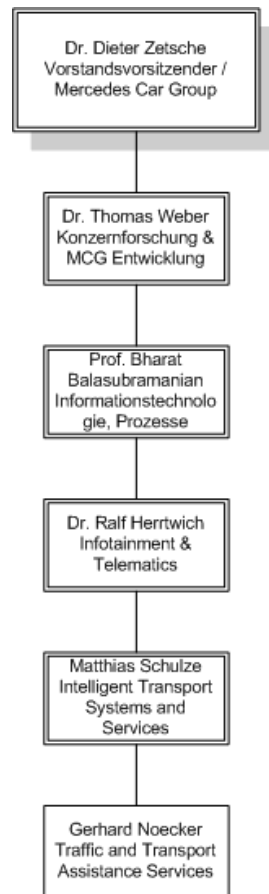 Dr. Dieter Zetsche
Vorstandsvorsitzender /
Mercedes Car Group
Dr. Thomas Weber
Konzernforschung &
MCG Entwicklung
Prof. Bharat
Balasubramanian
Informationstechnolo
gie, Prozesse
Dr. Ralf Herrtwich
Infotainment &
Telematics
Matthias Schulze
Intelligent Transport
Systems and
Services
Gerhard Noecker
Traffic and Transport
Assistance Services